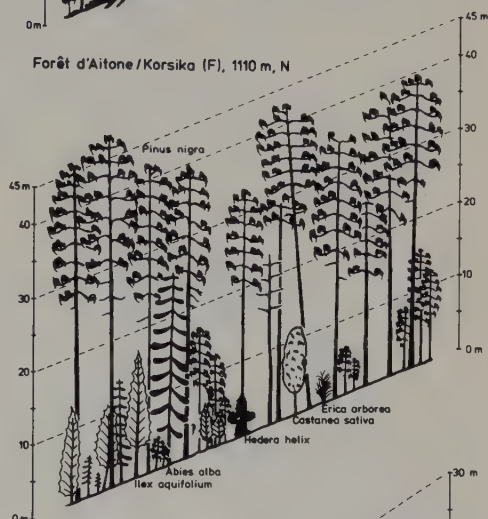 0m
45 m
40
Forêt d'Aitone/Korsika (F), 1110 m, N
30
Pinus nigra
45 m
20
40
10
30
0 m
20
Erica arborea
Castanea sativa
10
Hedera helix
Abies alba
Ilex aquifolium
30 m
0 m